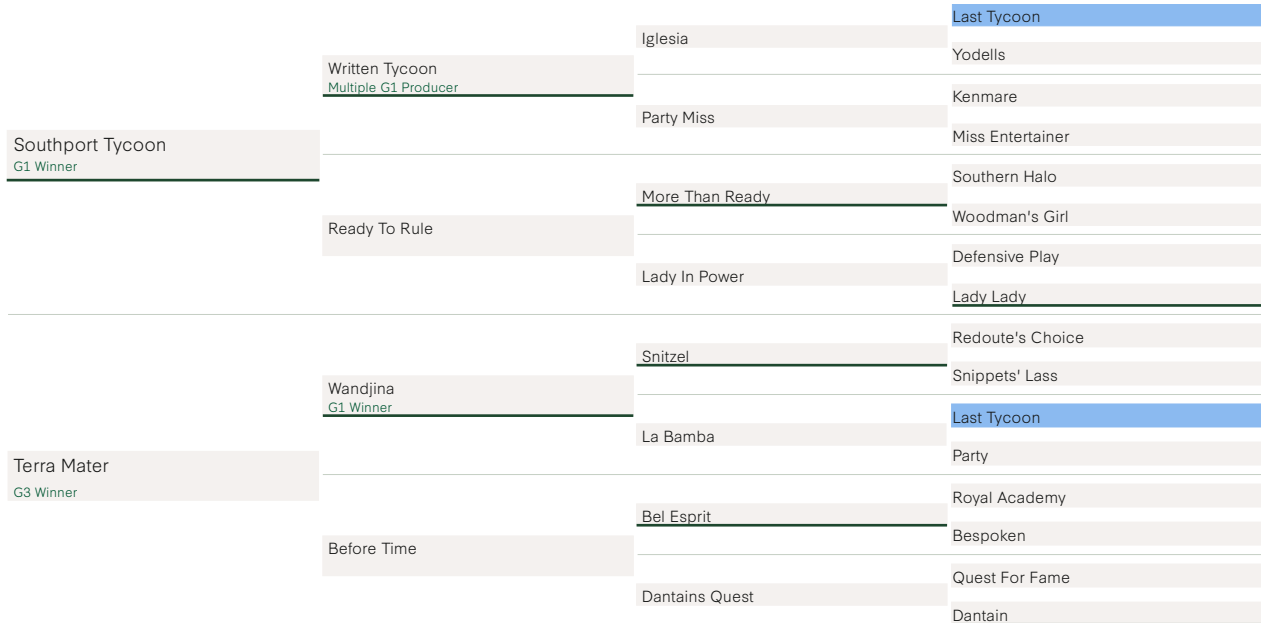 Southport Tycoon
G1 Winner
Terra Mater
G3 Winner
Written Tycoon
Multiple G1 Producer
Ready To Rule
Wandjina
G1 Winner
Before Time
Iglesia
Party Miss
More Than Ready
Lady In Power
Snitzel
La Bamba
Bel Esprit
Dantains Quest
Last Tycoon
Yodells
Kenmare
Miss Entertainer
Southern Halo
Woodman's Girl
Defensive Play
Lady Lady
Redoute's Choice
Snippets' Lass
Last Tycoon
Party
Royal Academy
Bespoken
Quest For Fame
Dantain